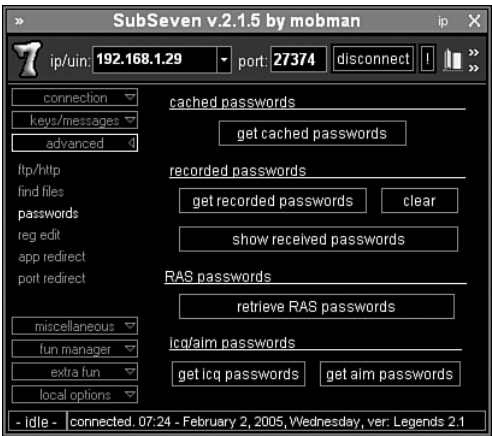 » SubSeven v.2.1.5 by mobman ip X
7 ip/uin: 192.168.1.29 port: 27374 disconnect ! » »
connection
keys/messages
advanced
ftp/http
find files
passwords
reg edit
app redirect
port redirect
miscellaneous
fun manager
extra fun
local options
cached passwords
get cached passwords
recorded passwords
get recorded passwords clear
show received passwords
RAS passwords
retrieve RAS passwords
icq/aim passwords
get icq passwords get aim passwords
- idle - connected. 07:24 - February 2, 2005, Wednesday, ver: Legends 2.1